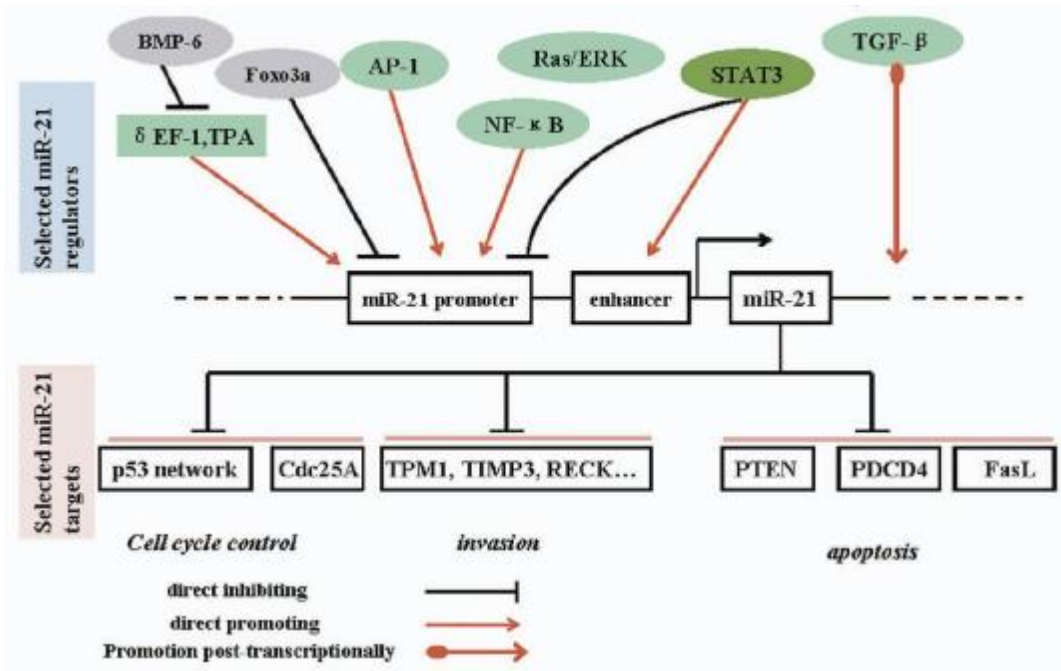 BMP-6
Foxo3a
AP-1
Ras/ERK
STAT3
TGF-β
δ EF-1,TPA
NF-κB
Selected miR-21
regulators
miR-21 promoter
enhancer
miR-21
Selected miR-21
targets
p53 network
Cdc25A
TPM1, TIMP3, RECK...
PTEN
PDCD4
FasL
Cell cycle control
invasion
apoptosis
direct inhibiting
direct promoting
Promotion post-transcriptionally